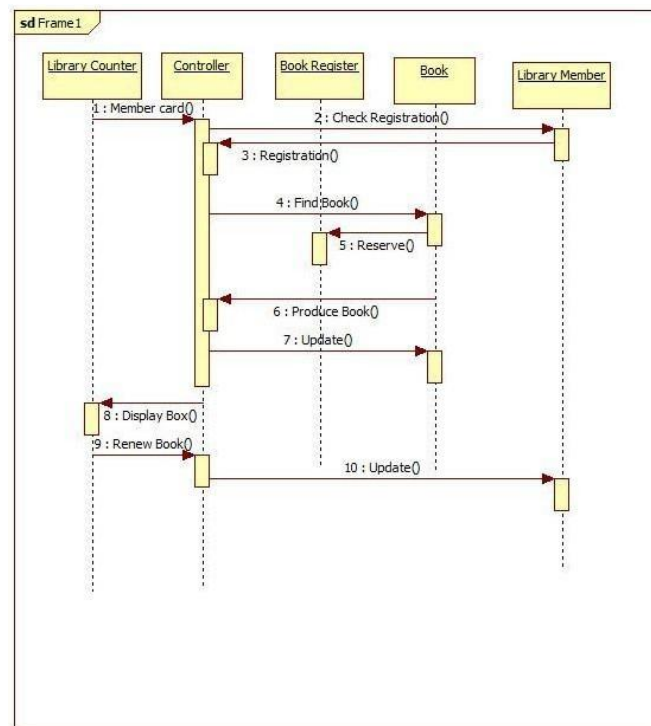 sd Frame1
Library Counter
Controller
Book Register
Book
Library Member
1 : Member card()
2 : Check Registration()
3 : Registration()
4 : Find Book()
5 : Reserve()
6 : Produce Book()
7 : Update()
8 : Display Box()
9 : Renew Book()
10 : Update()